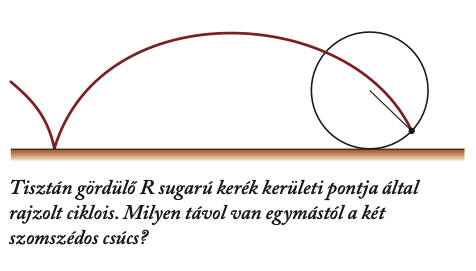 Tisztán gördülő R sugarú kerék kerületi pontja által
rajzolt ciklois. Milyen távol van egymástól a két
szomszédos csúcs?